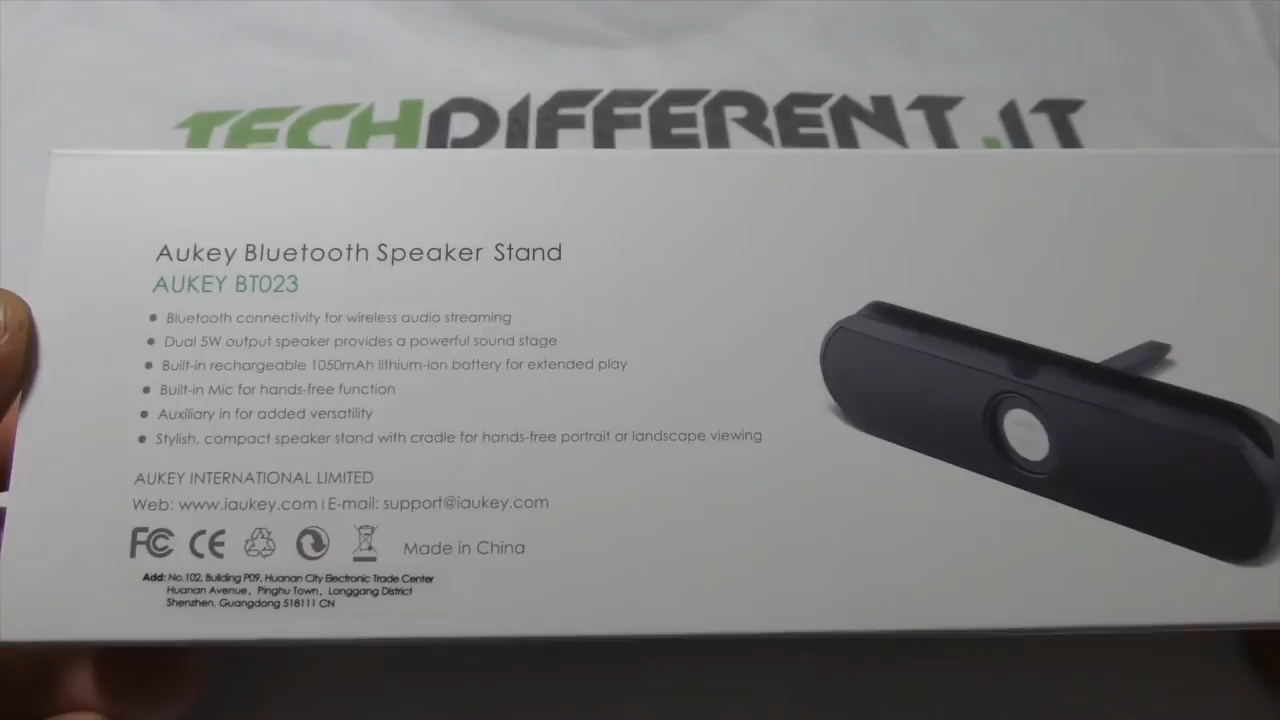 TECHDIFFERENT.IT
Aukey Bluetooth Speaker Stand
AUKEY BT023
Bluetooth connectivity for wireless audio streaming
Dual 5W output speaker provides a powerful sound stage
Built-in rechargeable 1050mAh lithium-ion battery for extended play
Built-in Mic for hands-free function
Auxiliary in for added versatility
Stylish, compact speaker stand with cradle for hands-free portrait or landscape viewing
AUKEY INTERNATIONAL LIMITED
Web: www.iaukey.com | E-mail: support@iaukey.com
FC CE Made in China
Add: No.102, Building P09, Huanan City Electronic Trade Center
Huanan Avenue, Pinghu Town, Longgang District
Shenzhen, Guangdong 518111 CN